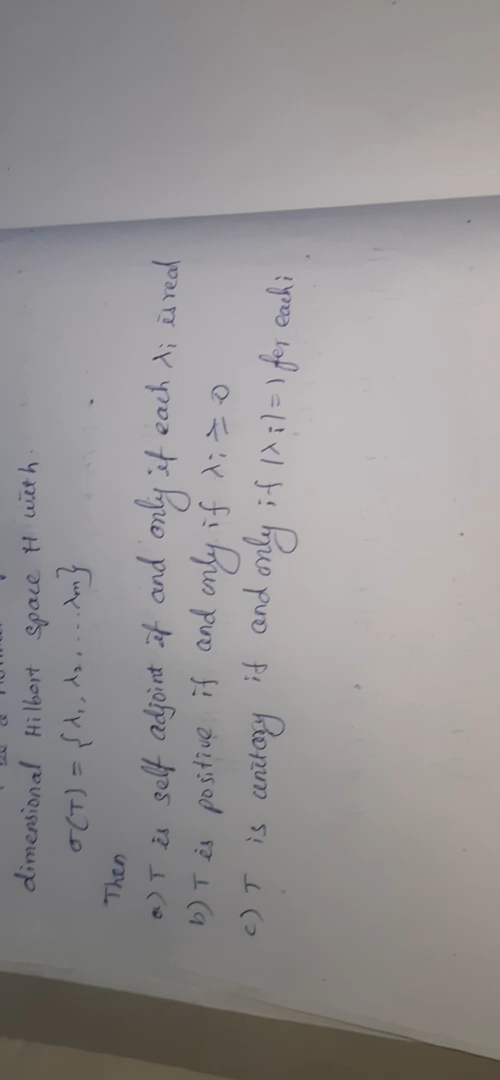 dimensional Hilbert space H with.
σ(T) = {λ1, λ2, ... λm}
Then
a) T is self adjoint if and only if each λi is real
b) T is positive if and only if λi ≥ 0
c) T is unitary if and only if |λi| = 1 for each i